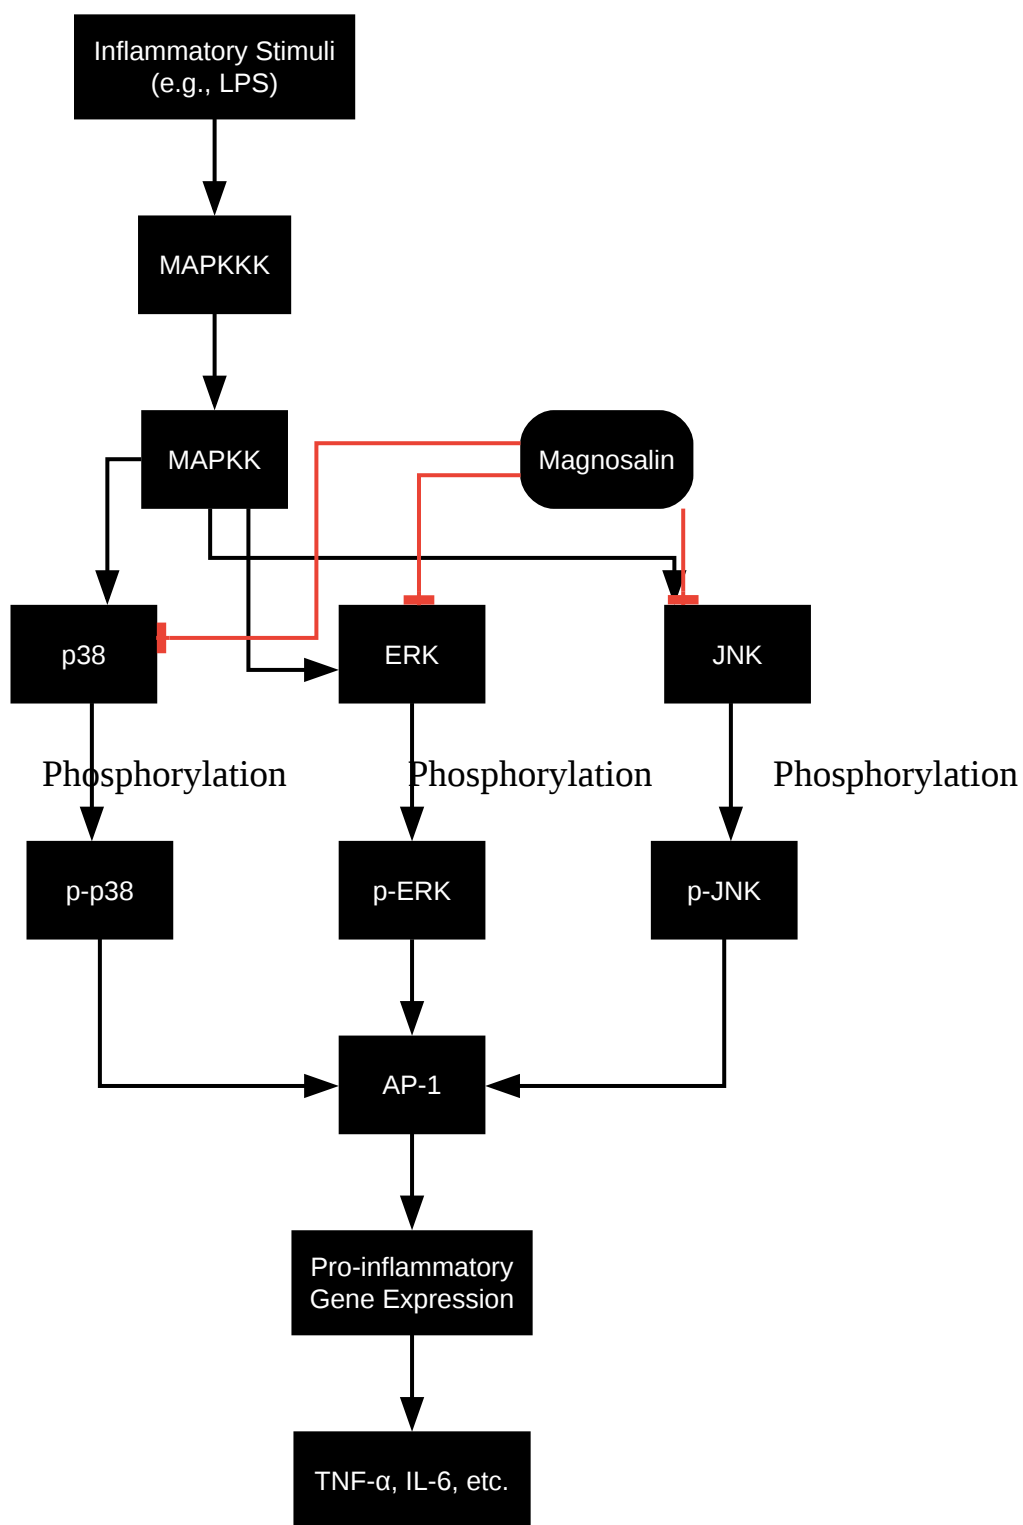 Inflammatory Stimuli
(e.g., LPS)
MAPKKK
MAPKK
Magnosalin
p38
ERK
JNK
Phosphorylation
Phosphorylation
Phosphorylation
p-p38
p-ERK
p-JNK
AP-1
Pro-inflammatory
Gene Expression
TNF-α, IL-6, etc.